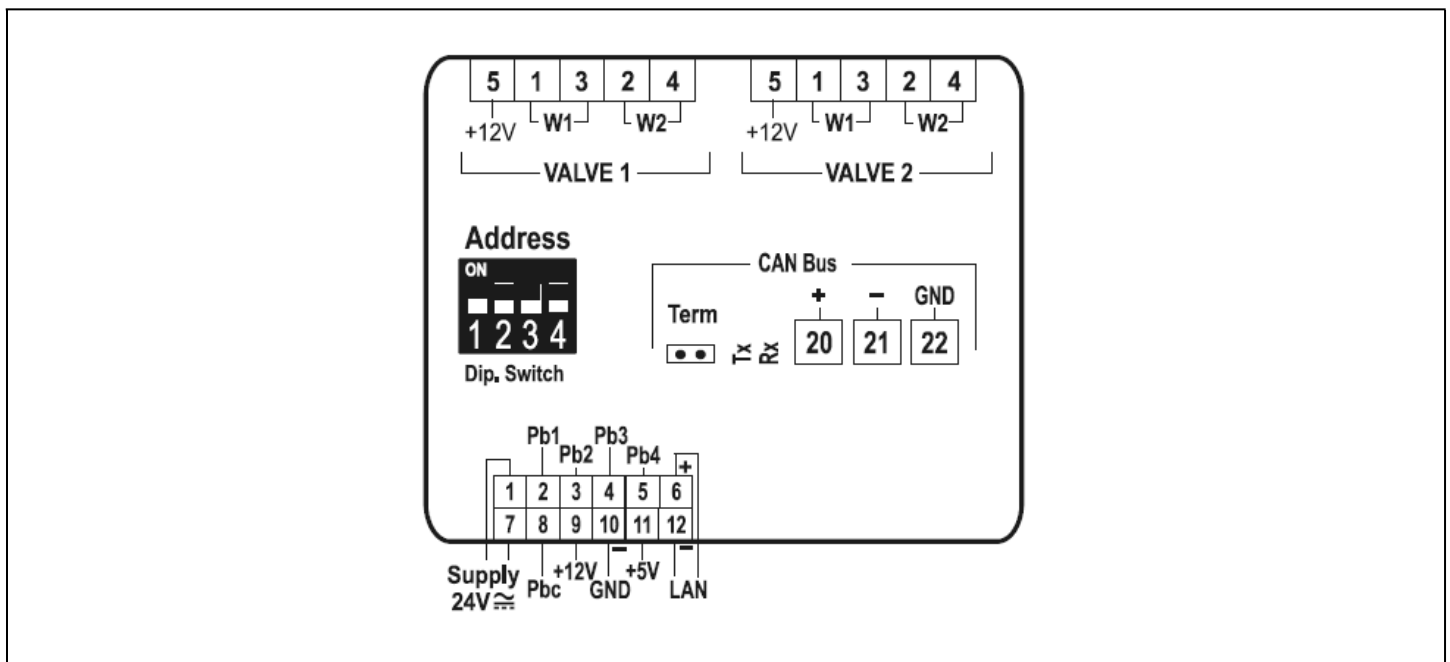 5 1 3 2 4 5 1 3 2 4
+12V W1 W2 +12V W1 W2
VALVE 1 VALVE 2
Address
ON
1 2 3 4
Dip. Switch
CAN Bus
+ − GND
Term
Tx Rx 20 21 22
Pb1 Pb3
Pb2 Pb4 +
1 2 3 4 5 6
7 8 9 10 11 12
− −
Supply Pbc +12V GND +5V LAN
24V ≂